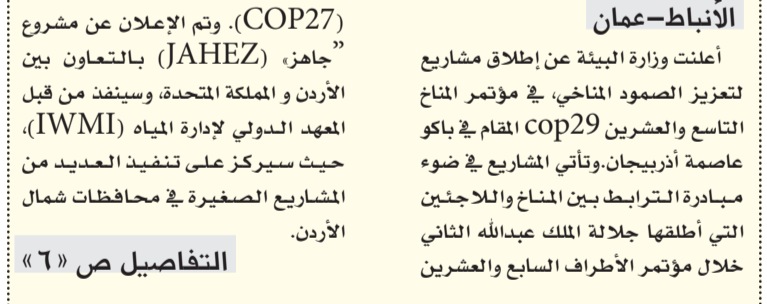 الأنباط-عمان
أعلنت وزارة البيئة عن إطلاق مشاريع
لتعزيز الصمود المناخي، في مؤتمر المناخ
التاسع والعشرين cop29 المقام في باكو
عاصمة أذربيجان.وتأتي المشاريع في ضوء
مبادرة الترابط بين المناخ واللاجئين
التي أطلقها جلالة الملك عبدالله الثاني
خلال مؤتمر الأطراف السابع والعشرين
(COP27). وتم الإعلان عن مشروع
”جاهز» (JAHEZ) بالتعاون بين
الأردن و المملكة المتحدة، وسينفذ من قبل
المعهد الدولي لإدارة المياه (IWMI)،
حيث سيركز على تنفيذ العديد من
المشاريع الصغيرة في محافظات شمال
الأردن.
التفاصيل ص «٦»